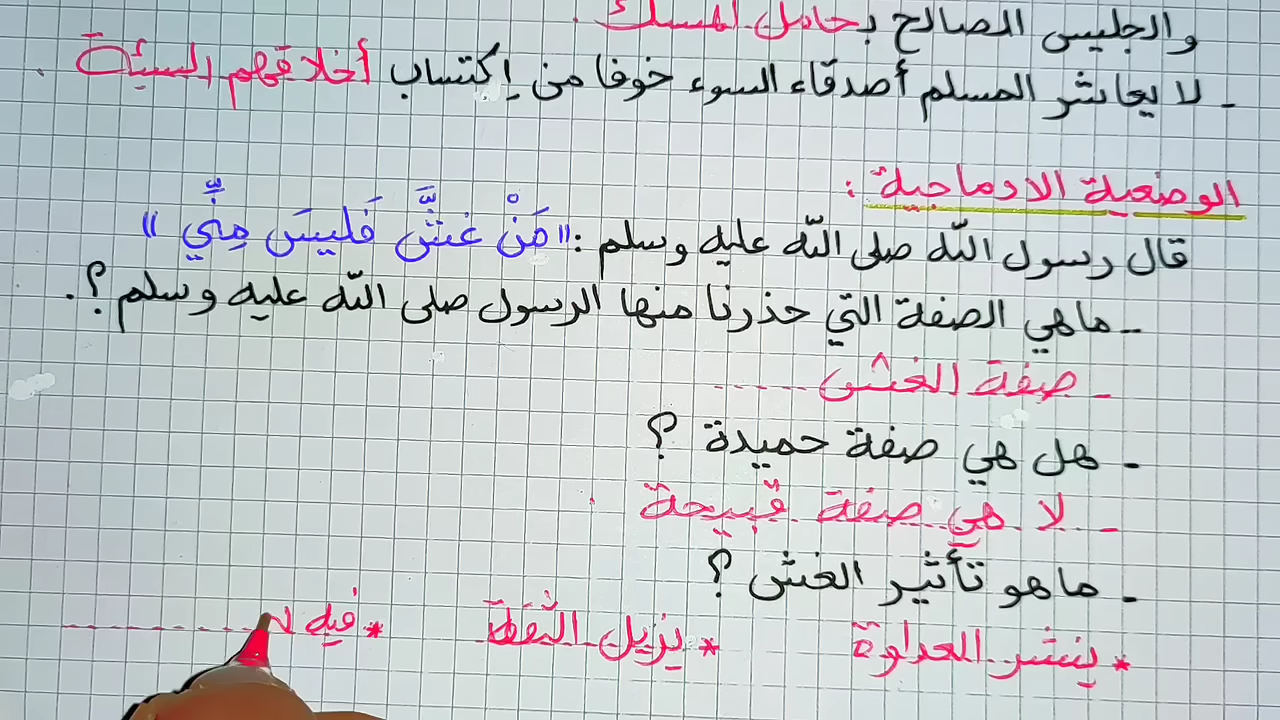 والجليس الصالح بحامل المسك.
- لا يعاشر المسلم أصدقاء السوء خوفا من إكتساب أخلاقهم السيئة.
الوضعية الادماجية:
قال رسول الله صلى الله عليه وسلم: «مَنْ غشَّ فَليسَ مِنِّي»
- ماهي الصفة التي حذرنا منها الرسول صلى الله عليه وسلم؟.
- صفة الغش.....
- هل هي صفة حميدة؟
- لا هي صفة قبيحة.
- ماهو تأثير الغش؟
* ينشر العداوة * يزيل الثقة * فيه